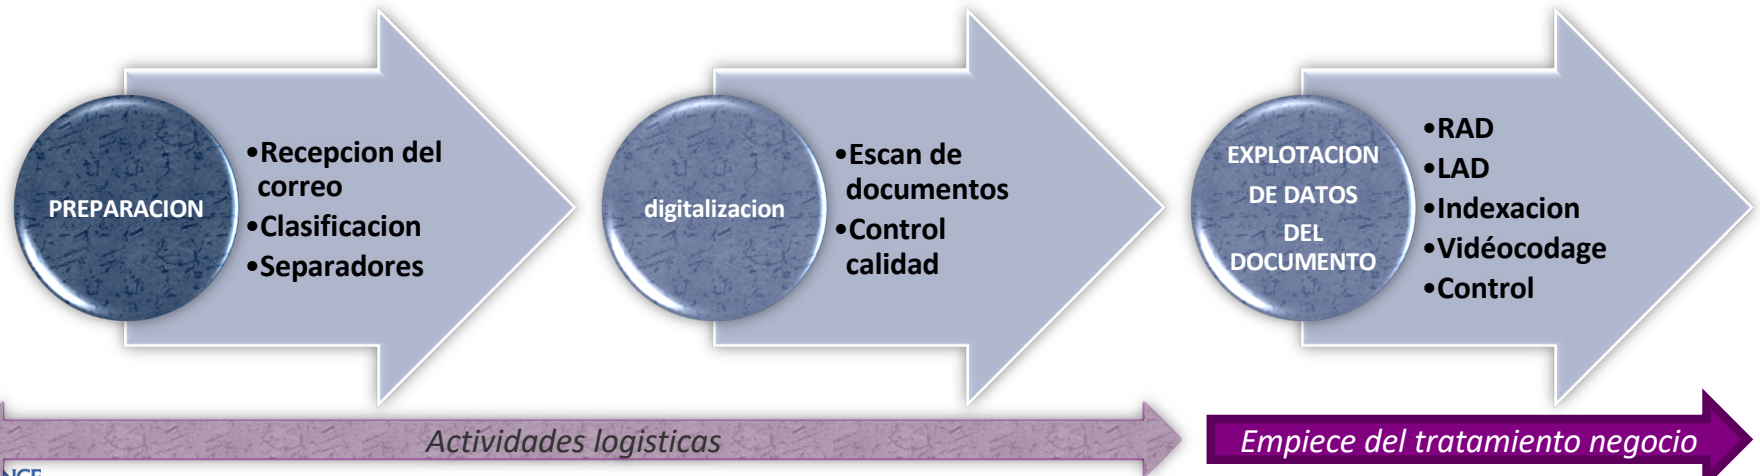 PREPARACION
•Recepcion del
correo
•Clasificacion
•Separadores
digitalizacion
•Escan de
documentos
•Control
calidad
EXPLOTACION
DE DATOS
DEL
DOCUMENTO
•RAD
•LAD
•Indexacion
•Vidéocodage
•Control
Actividades logisticas
Empiece del tratamiento negocio